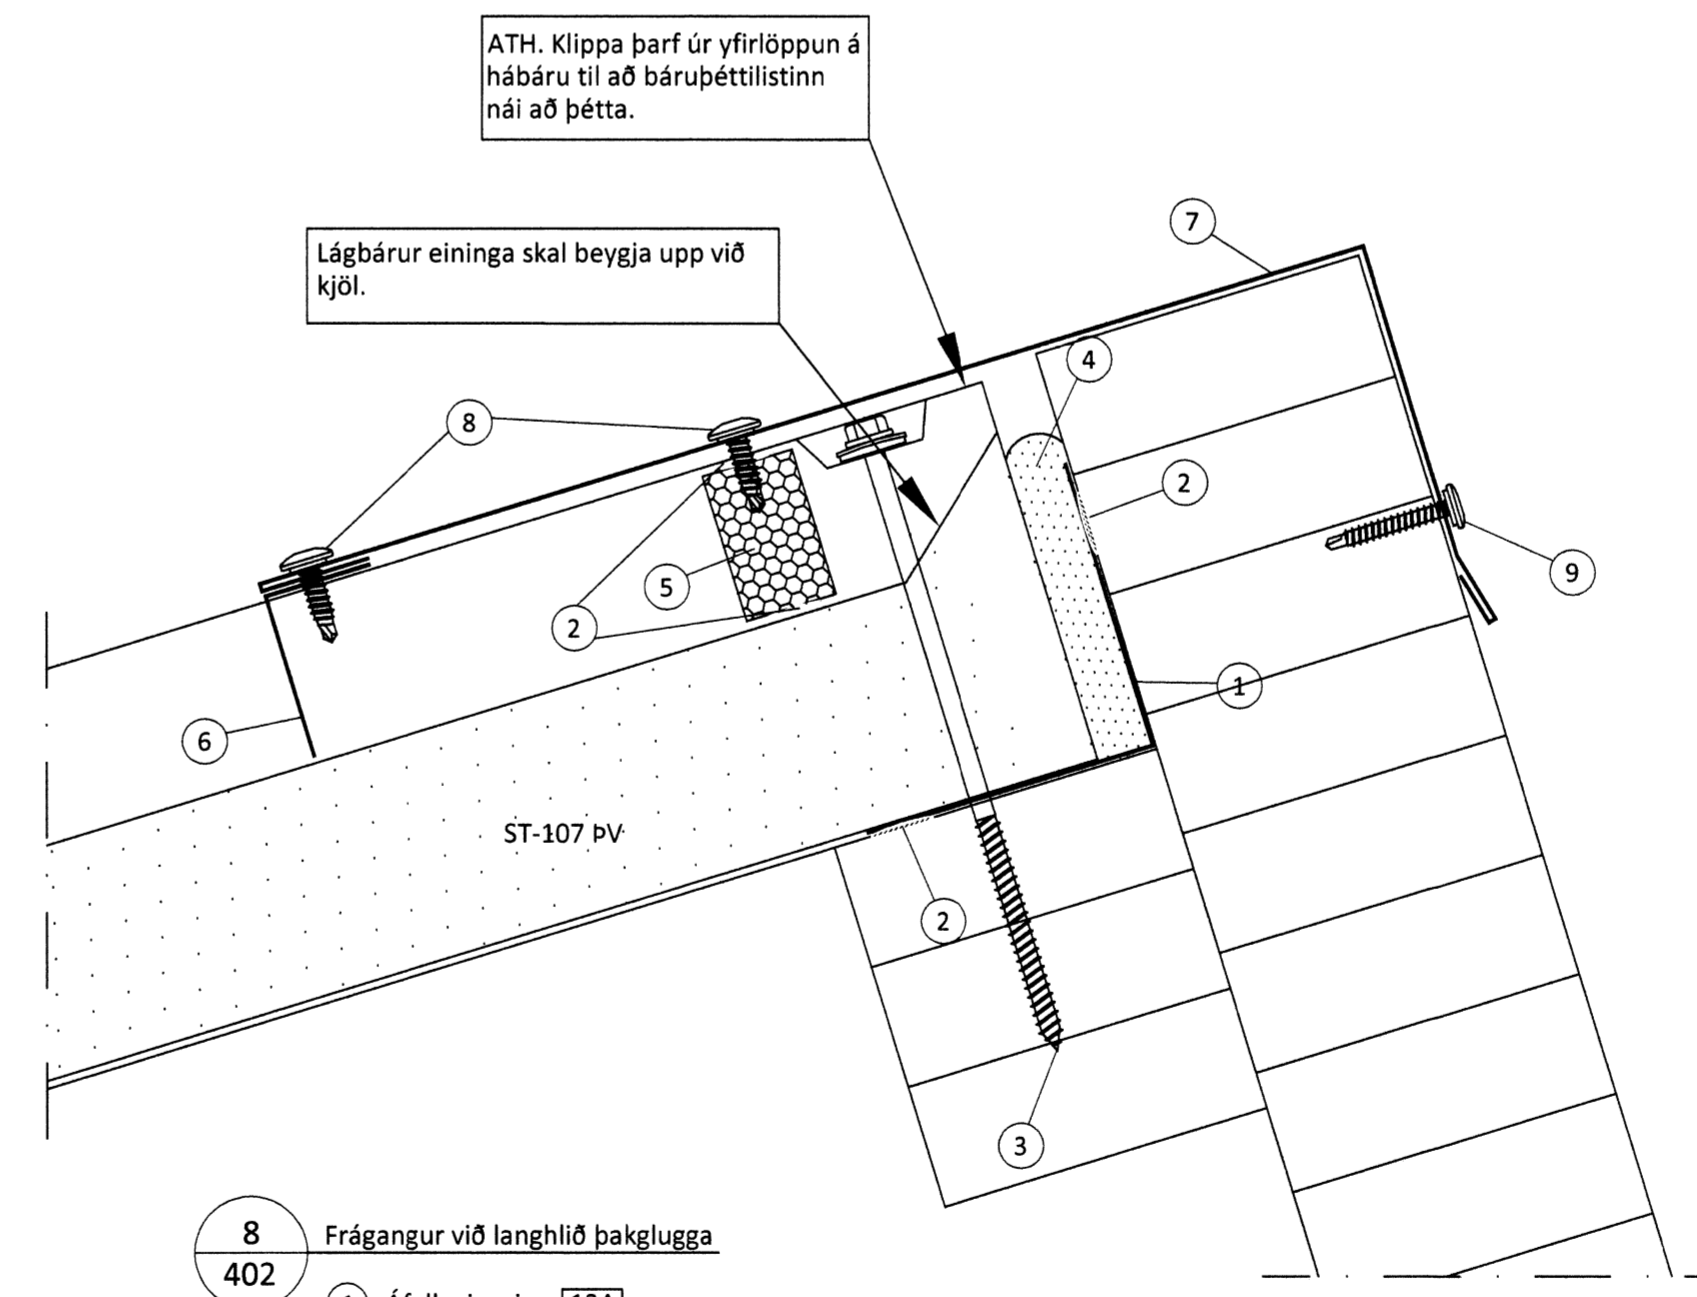 ATH. Klippa þarf úr yfirlöppun á
hábáru til að báruþéttilistinn
nái að þétta.
7
Lágbárur eininga skal beygja upp við
kjöl.
4
8
2
9
5
2
1
6
ST-107 ÞV
2
3
8
402
Frágangur við langhlið þakglugga